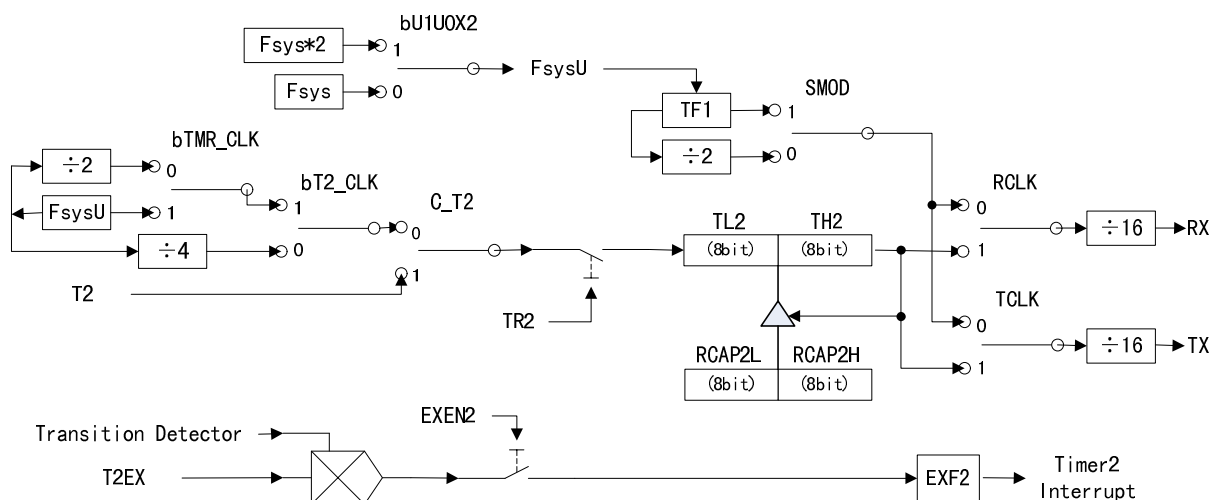 bU1U0X2
Fsys*2
1
Fsys
0
FsysU
TF1
SMOD
1
÷2
0
bTMR_CLK
÷2
0
FsysU
1
÷4
bT2_CLK
1
0
C_T2
0
1
T2
TR2
TL2
(8bit)
TH2
(8bit)
RCAP2L
(8bit)
RCAP2H
(8bit)
RCLK
0
1
÷16
RX
TCLK
0
1
÷16
TX
EXEN2
Transition Detector
T2EX
EXF2
Timer2
Interrupt